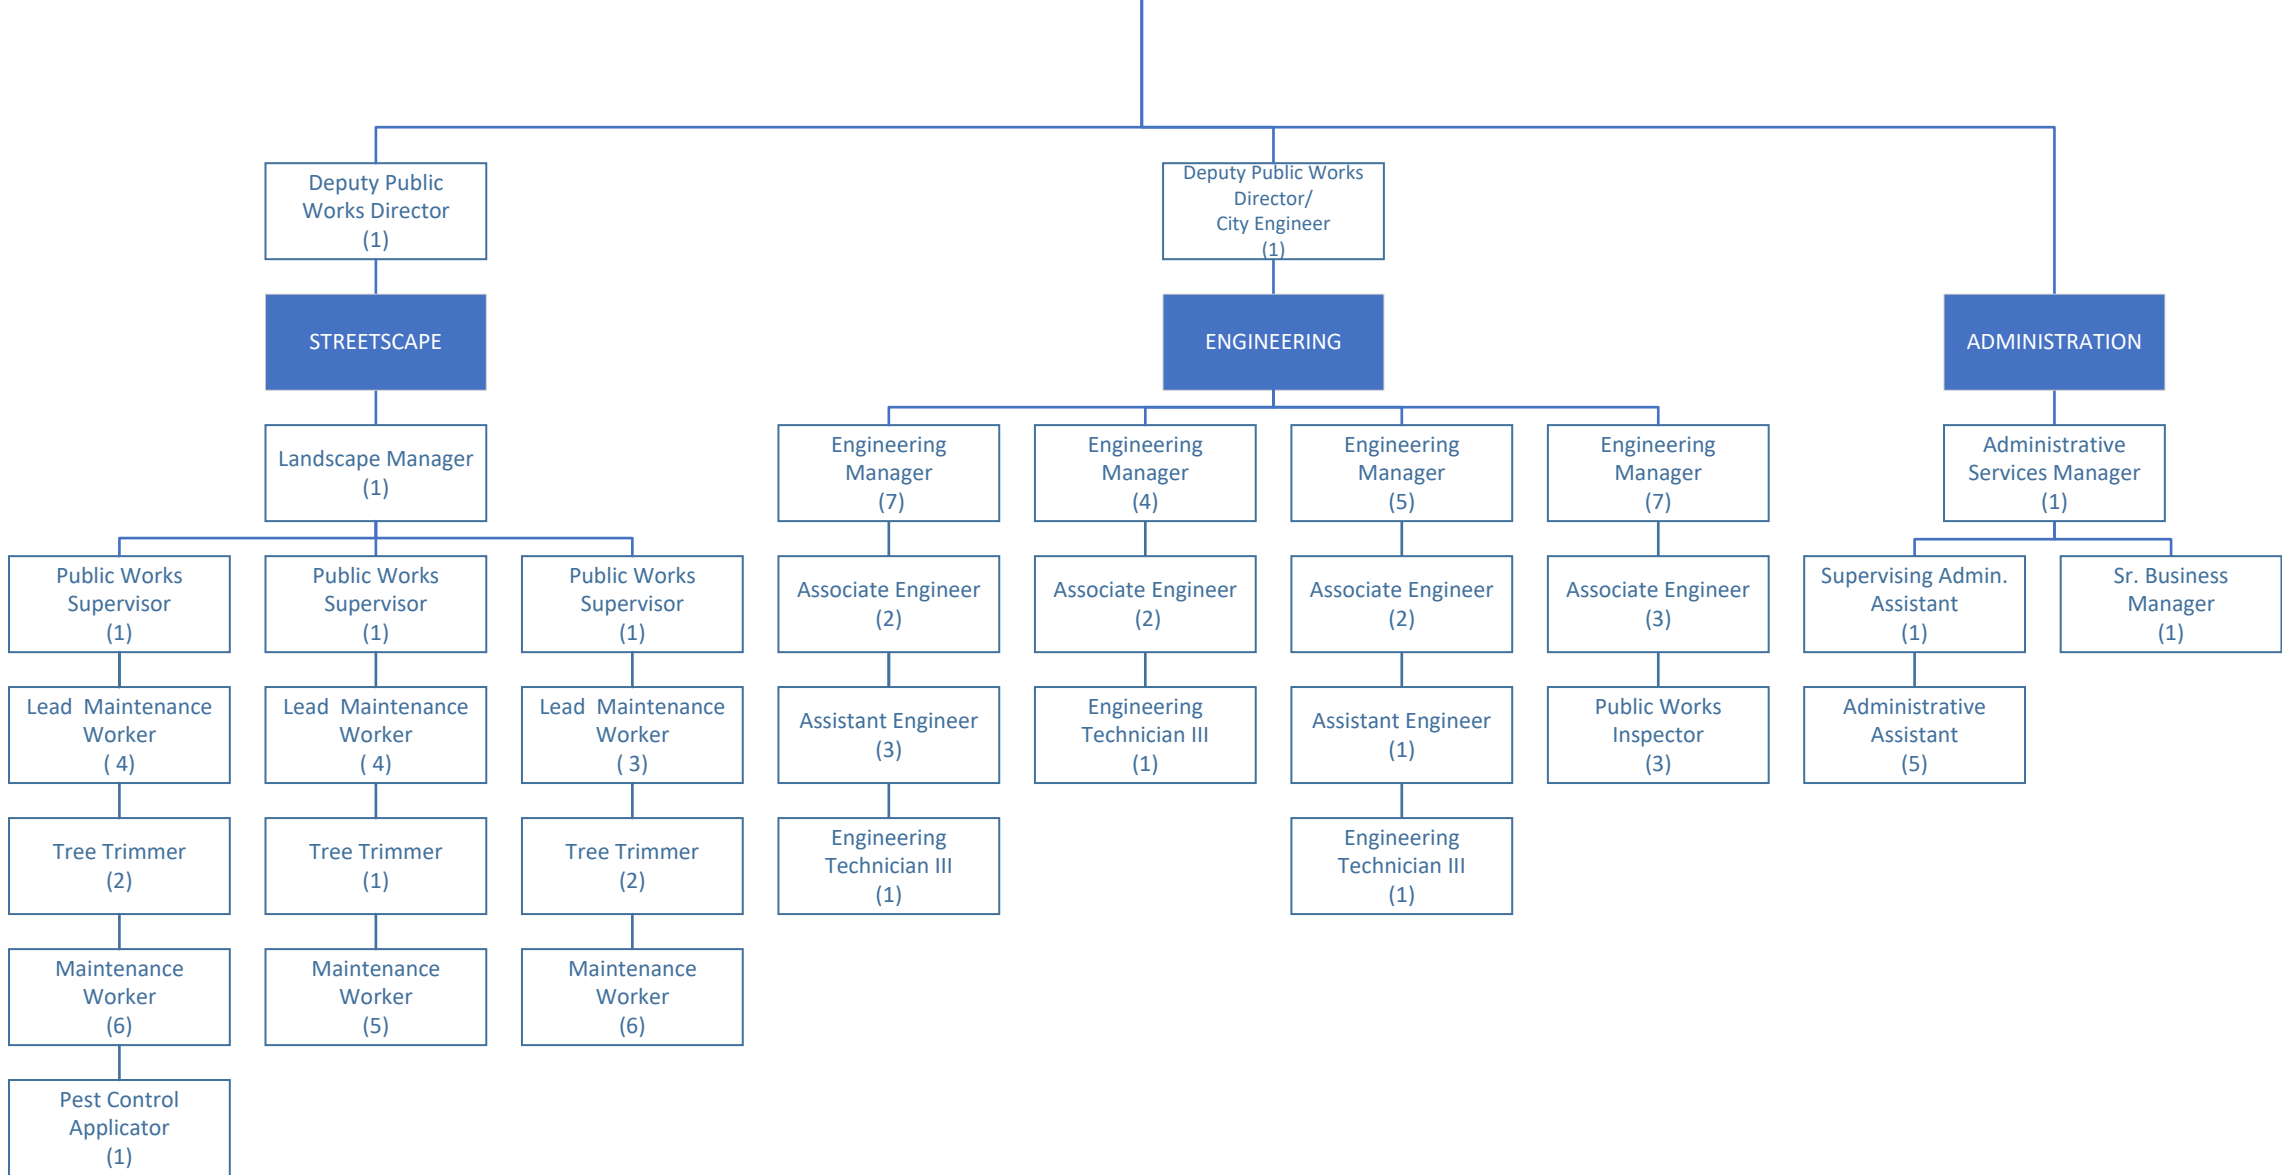 Deputy Public
Works Director
(1)
Deputy Public Works
Director/
City Engineer
(1)
STREETSCAPE
ENGINEERING
ADMINISTRATION
Landscape Manager
(1)
Engineering
Manager
(7)
Engineering
Manager
(4)
Engineering
Manager
(5)
Engineering
Manager
(7)
Administrative
Services Manager
(1)
Public Works
Supervisor
(1)
Public Works
Supervisor
(1)
Public Works
Supervisor
(1)
Associate Engineer
(2)
Associate Engineer
(2)
Associate Engineer
(2)
Associate Engineer
(3)
Supervising Admin.
Assistant
(1)
Sr. Business
Manager
(1)
Lead  Maintenance
Worker
( 4)
Lead  Maintenance
Worker
( 4)
Lead  Maintenance
Worker
( 3)
Assistant Engineer
(3)
Engineering
Technician III
(1)
Assistant Engineer
(1)
Public Works
Inspector
(3)
Administrative
Assistant
(5)
Tree Trimmer
(2)
Tree Trimmer
(1)
Tree Trimmer
(2)
Engineering
Technician III
(1)
Engineering
Technician III
(1)
Maintenance
Worker
(6)
Maintenance
Worker
(5)
Maintenance
Worker
(6)
Pest Control
Applicator
(1)